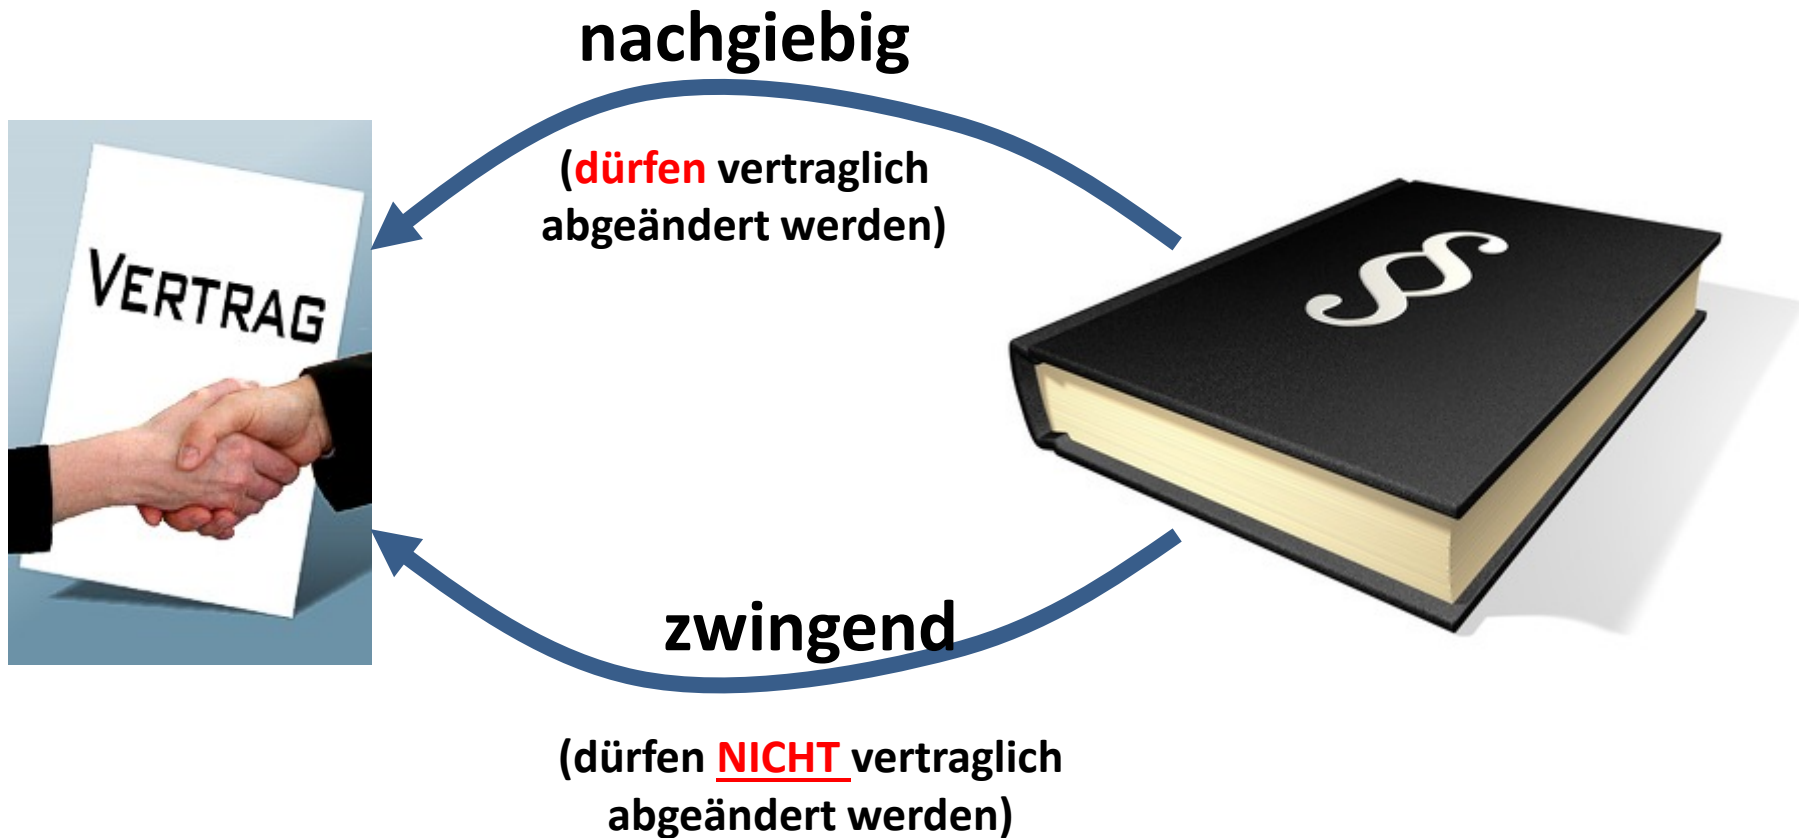 nachgiebig
(dürfen vertraglich
abgeändert werden)
VERTRAG
§
zwingend
(dürfen NICHT vertraglich
abgeändert werden)